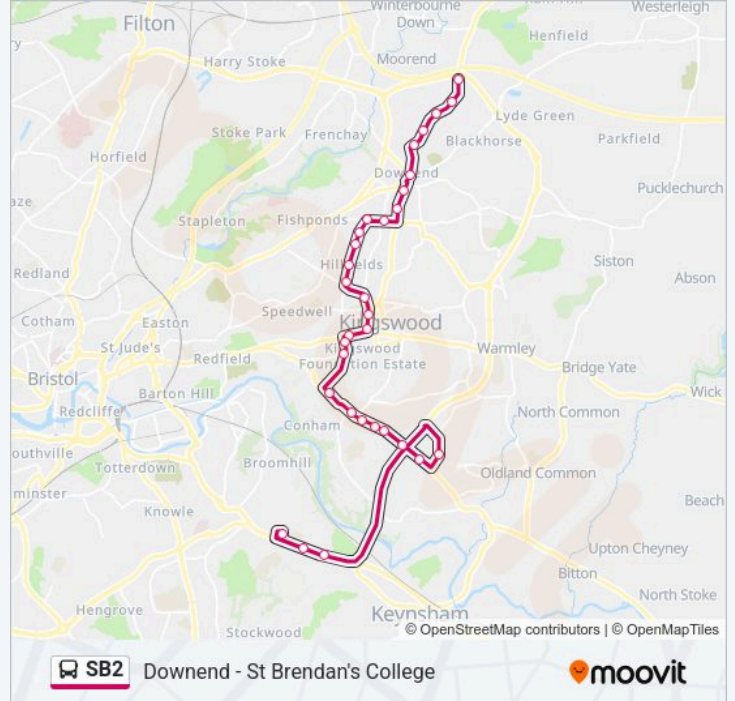 Winterbourne
Down
Westerleigh
Filton
Henfield
Moorend
Harry Stoke
Lyde Green
Stoke Park
Frenchay
Blackhorse
Parkfield
Horfield
Downend
Pucklechurch
aze
Stapleton
Fishponds
Siston
Redland
Hillfields
Abson
Speedwell
Cotham
Easton
Kingswood
St Jude's
Redfield
Kingswood
Foundation Estate
Warmley
Bridge Yate
Bristol
Barton Hill
Wick
Redcliffe
North Common
Conham
outhville
Totterdown
Broomhill
Oldland Common
minster
Knowle
Beach
Upton Cheyney
Bitton
North Stoke
Hengrove
Keynsham
Stockwood
© OpenStreetMap contributors | © OpenMapTiles
SB2 Downend - St Brendan's College
moovit